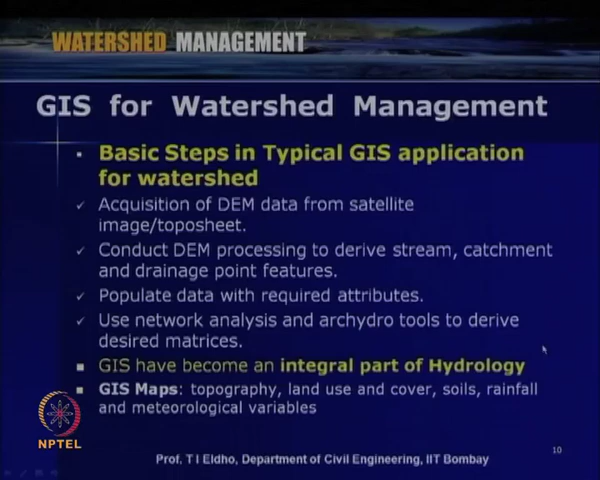 WATERSHED MANAGEMENT
GIS for Watershed Management
Basic Steps in Typical GIS application
for watershed
Acquisition of DEM data from satellite
image/toposheet.
Conduct DEM processing to derive stream, catchment
and drainage point features.
Populate data with required attributes.
Use network analysis and archydro tools to derive
desired matrices.
GIS have become an integral part of Hydrology
GIS Maps: topography, land use and cover, soils, rainfall
and meteorological variables
NPTEL
Prof. T I Eldho, Department of Civil Engineering, IIT Bombay
10